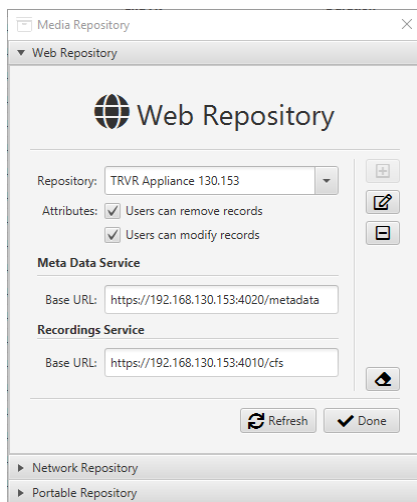 Media Repository
Web Repository
Web Repository
Repository: TRVR Appliance 130.153
Attributes: Users can remove records
Users can modify records
Meta Data Service
Base URL: https://192.168.130.153:4020/metadata
Recordings Service
Base URL: https://192.168.130.153:4010/cfs
Refresh Done
Network Repository
Portable Repository